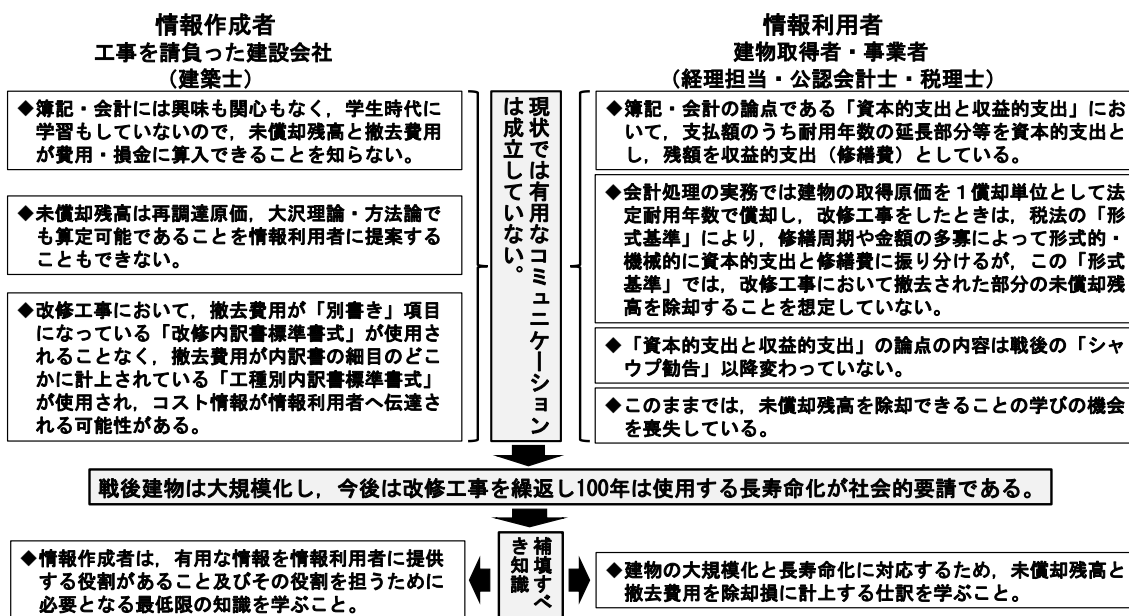 情報作成者
工事を請負った建設会社
（建築士）
◆簿記・会計には興味も関心もなく，学生時代に
学習もしていないので，未償却残高と撤去費用
が費用・損金に算入できることを知らない。
◆未償却残高は再調達原価，大沢理論・方法論で
も算定可能であることを情報利用者に提案する
こともできない。
◆改修工事において，撤去費用が「別書き」項目
になっている「改修内訳書標準書式」が使用さ
れることなく，撤去費用が内訳書の細目のどこ
かに計上されている「工種別内訳書標準書式」
が使用され，コスト情報が情報利用者へ伝達さ
れる可能性がある。
現状では有用なコミュニケーション
は成立していない。
情報利用者
建物取得者・事業者
（経理担当・公認会計士・税理士）
◆簿記・会計の論点である「資本的支出と収益的支出」にお
いて，支払額のうち耐用年数の延長部分等を資本的支出と
し，残額を収益的支出（修繕費）としている。
◆会計処理の実務では建物の取得原価を１償却単位として法
定耐用年数で償却し，改修工事をしたときは，税法の「形
式基準」により，修繕周期や金額の多寡によって形式的・
機械的に資本的支出と修繕費に振り分けるが，この「形式
基準」では，改修工事において撤去された部分の未償却残
高を除却することを想定していない。
◆「資本的支出と収益的支出」の論点の内容は戦後の「シャ
ウプ勧告」以降変わっていない。
◆このままでは，未償却残高を除却できることの学びの機会
を喪失している。
戦後建物は大規模化し，今後は改修工事を繰返し100年は使用する長寿命化が社会的要請である。
◆情報作成者は，有用な情報を情報利用者に提供
する役割があること及びその役割を担うために
必要となる最低限の知識を学ぶこと。
補填すべ
き知識
◆建物の大規模化と長寿命化に対応するため，未償却残高と
撤去費用を除却損に計上する仕訳を学ぶこと。